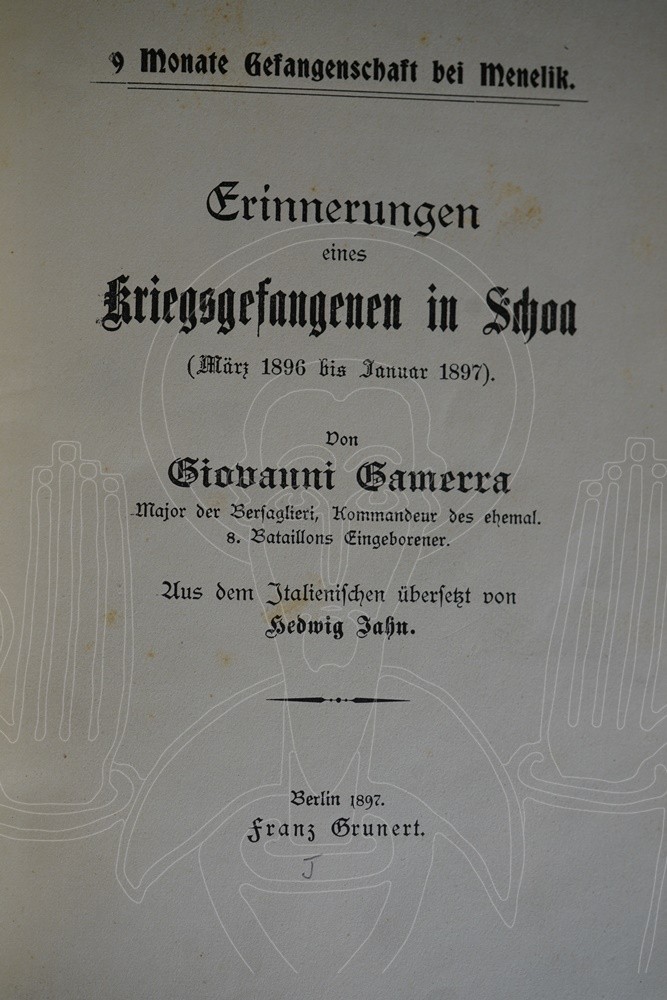 9 Monate Gefangenschaft bei Menelik.
Erinnerungen
eines
Kriegsgefangenen in Schoa
(März 1896 bis Januar 1897).
Von
Giovanni Gamerra
Major der Bersaglieri, Kommandeur des ehemal.
8. Bataillons Eingeborener.
Aus dem Italienischen übersetzt von
Hedwig Jahn.
Berlin 1897.
Franz Grunert.
J